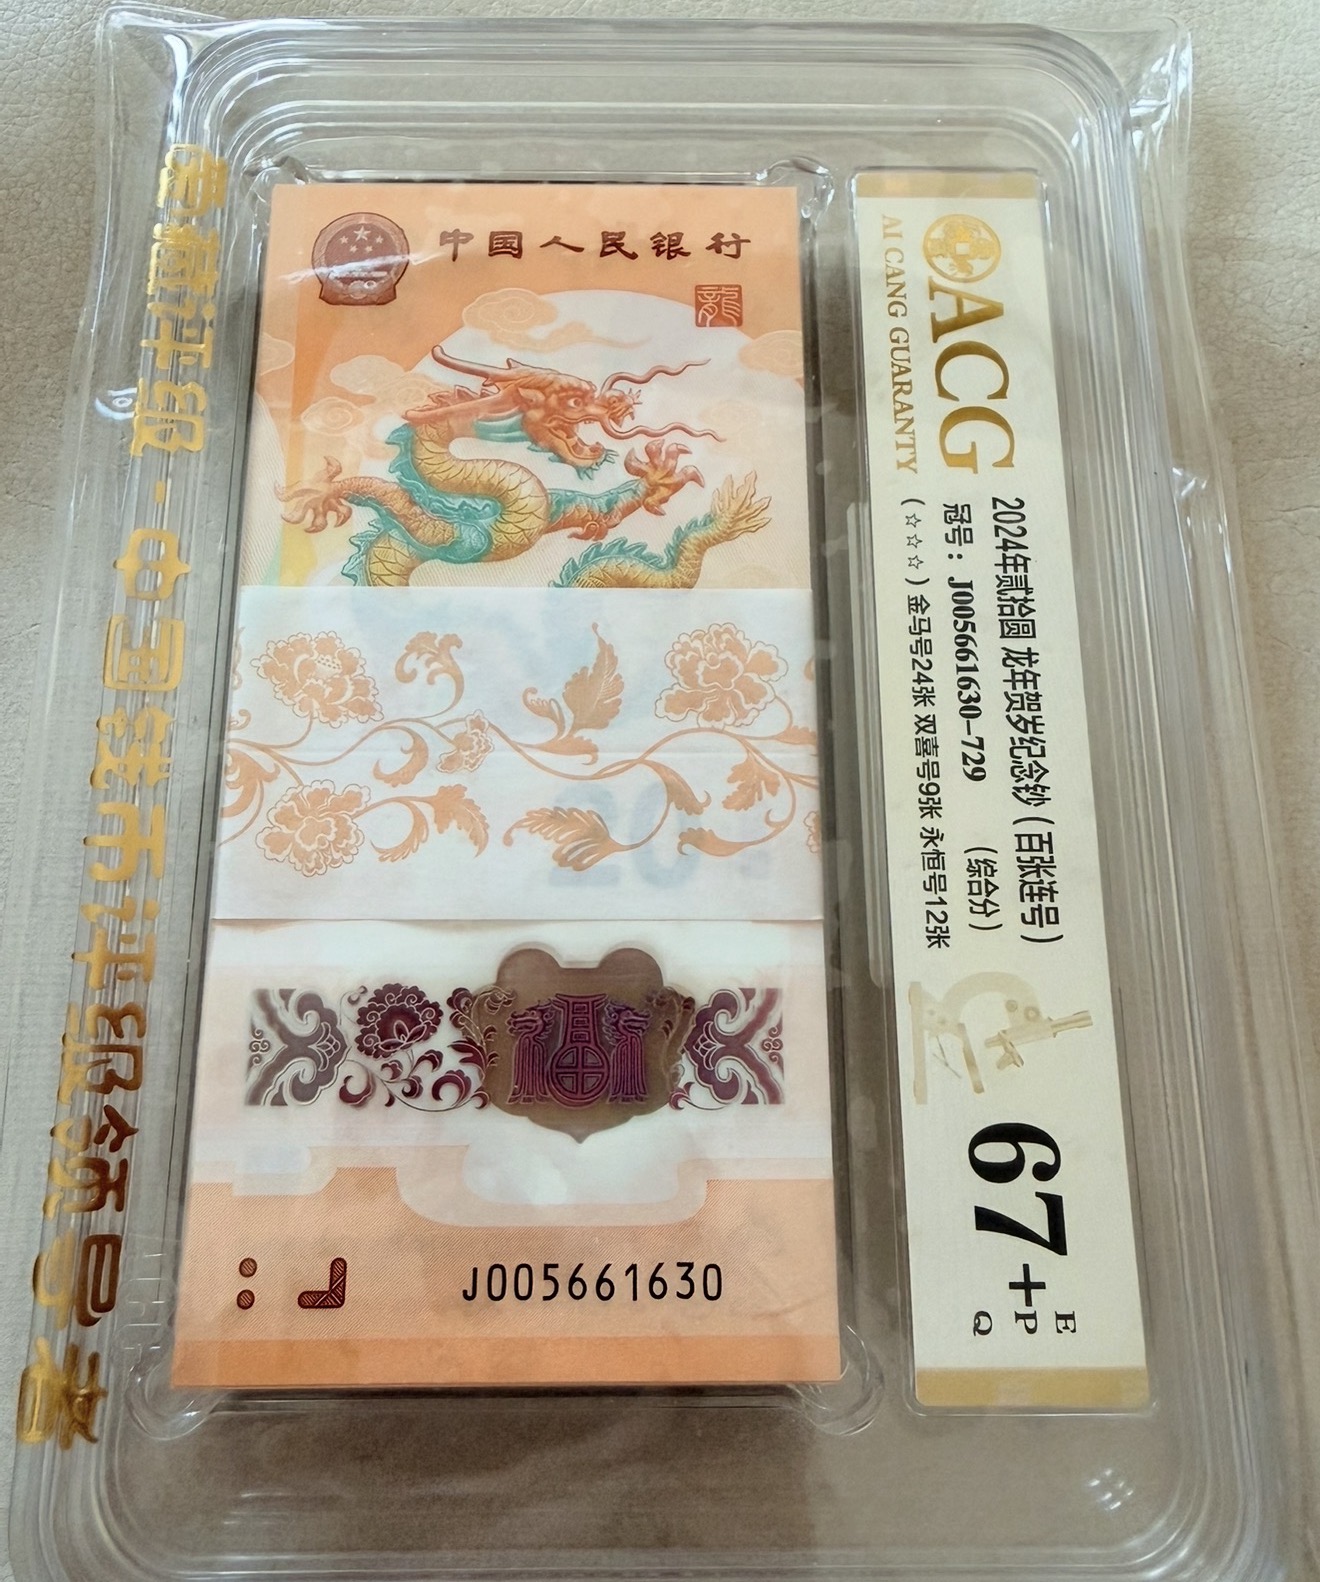 爱藏评级-中国钱币评级领导者
中国人民银行
龍
J005661630
ACG
AI CANG GUARANTY
2024年贰拾圆 龙年贺岁纪念钞（百张连号）
冠号：J005661630-729 （综合分）
（☆☆☆）金马号24张 双喜号9张 永恒号12张
67+
E
P
Q